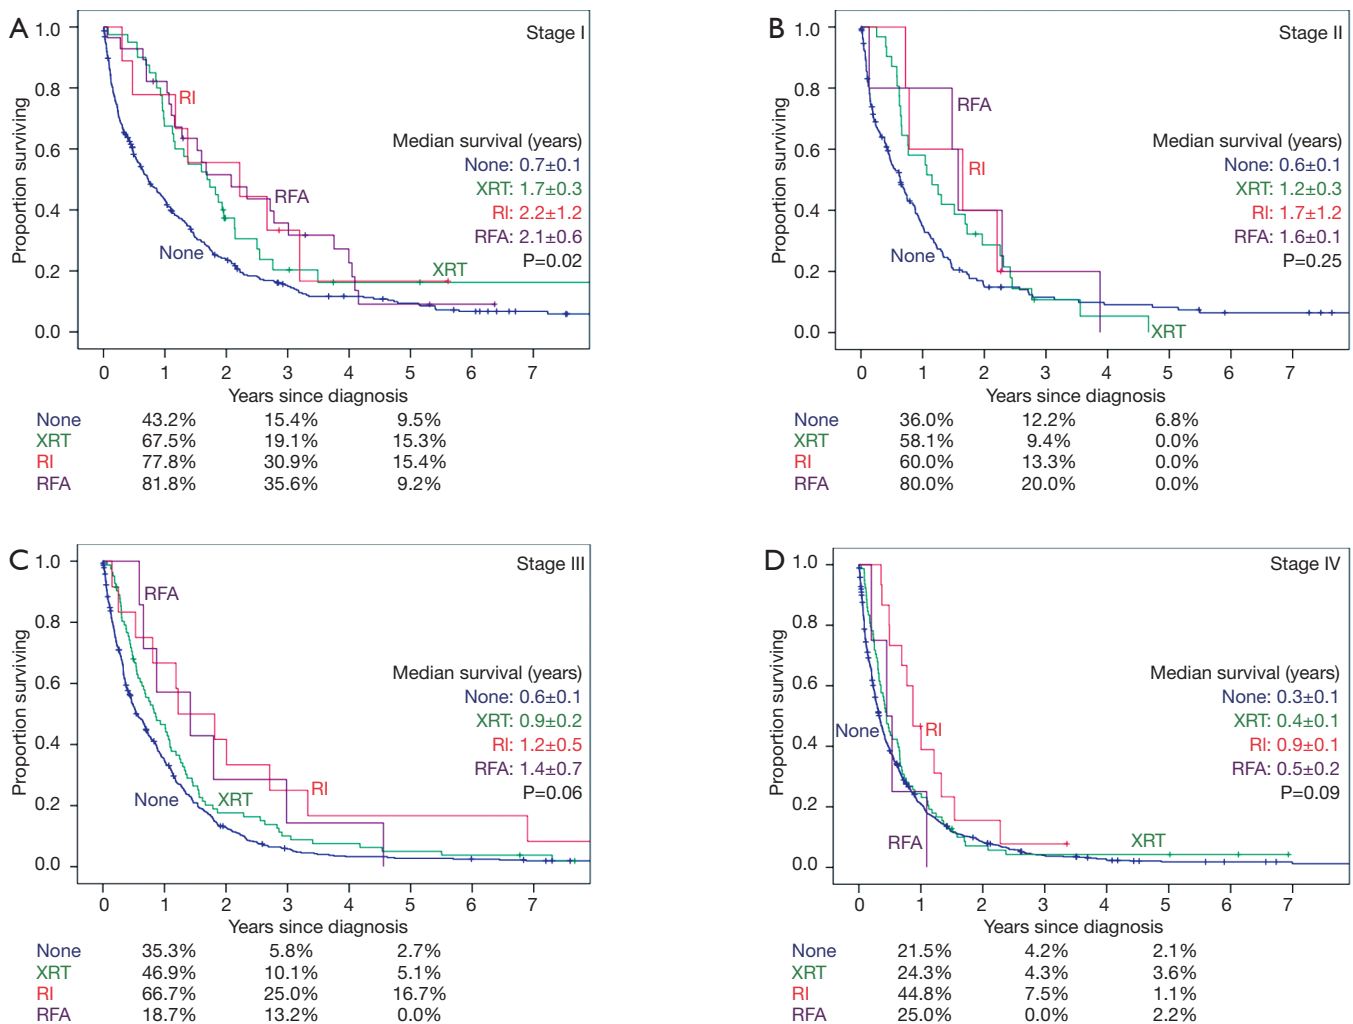 A
Stage I
Proportion surviving
1.0
0.8
0.6
0.4
0.2
0.0
RI
RFA
None
XRT
Median survival (years)
None: 0.7±0.1
XRT: 1.7±0.3
RI: 2.2±1.2
RFA: 2.1±0.6
P=0.02
0 1 2 3 4 5 6 7
Years since diagnosis
None 43.2% 15.4% 9.5%
XRT 67.5% 19.1% 15.3%
RI 77.8% 30.9% 15.4%
RFA 81.8% 35.6% 9.2%
B
Stage II
Proportion surviving
1.0
0.8
0.6
0.4
0.2
0.0
RFA
RI
None
XRT
Median survival (years)
None: 0.6±0.1
XRT: 1.2±0.3
RI: 1.7±1.2
RFA: 1.6±0.1
P=0.25
0 1 2 3 4 5 6 7
Years since diagnosis
None 36.0% 12.2% 6.8%
XRT 58.1% 9.4% 0.0%
RI 60.0% 13.3% 0.0%
RFA 80.0% 20.0% 0.0%
C
Stage III
Proportion surviving
1.0
0.8
0.6
0.4
0.2
0.0
RFA
RI
XRT
None
Median survival (years)
None: 0.6±0.1
XRT: 0.9±0.2
RI: 1.2±0.5
RFA: 1.4±0.7
P=0.06
0 1 2 3 4 5 6 7
Years since diagnosis
None 35.3% 5.8% 2.7%
XRT 46.9% 10.1% 5.1%
RI 66.7% 25.0% 16.7%
RFA 18.7% 13.2% 0.0%
D
Stage IV
Proportion surviving
1.0
0.8
0.6
0.4
0.2
0.0
None
RI
RFA
XRT
Median survival (years)
None: 0.3±0.1
XRT: 0.4±0.1
RI: 0.9±0.1
RFA: 0.5±0.2
P=0.09
0 1 2 3 4 5 6 7
Years since diagnosis
None 21.5% 4.2% 2.1%
XRT 24.3% 4.3% 3.6%
RI 44.8% 7.5% 1.1%
RFA 25.0% 0.0% 2.2%